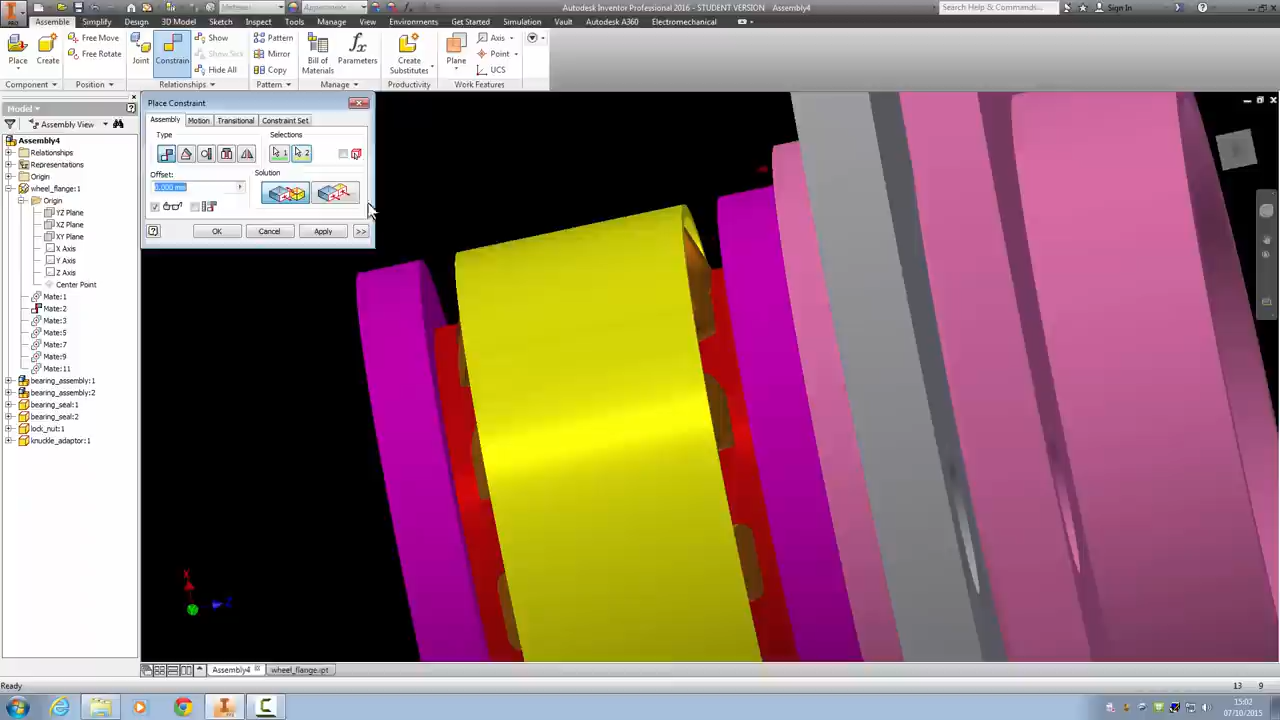 Autodesk Inventor Professional 2016 - STUDENT VERSION Assembly4
Search Help & Commands...
Sign In
Assemble Simplify Design 3D Model Sketch Inspect Tools Manage View Environments Get Started Simulation Vault Autodesk A360 Electromechanical
Place
Create
Free Move
Free Rotate
Joint
Constrain
Show
Show Sick
Hide All
Pattern
Mirror
Copy
Bill of
Materials
Parameters
Create
Substitutes
Plane
Axis
Point
UCS
Component Position Relationships Pattern Manage Productivity Work Features
Model
Assembly View
Assembly4
Relationships
Representations
Origin
wheel_flange:1
Origin
YZ Plane
XZ Plane
XY Plane
X Axis
Y Axis
Z Axis
Center Point
Mate:1
Mate:2
Mate:3
Mate:5
Mate:7
Mate:9
Mate:11
bearing_assembly:1
bearing_assembly:2
bearing_seal:1
bearing_seal:2
lock_nut:1
knuckle_adaptor:1
Place Constraint
Assembly Motion Transitional Constraint Set
Type Selections
1 2
Offset: Solution
0.000 mm
OK Cancel Apply >>
X
Y
Z
Assembly4 wheel_flange.ipt
Ready 13 9
15:02
07/10/2015